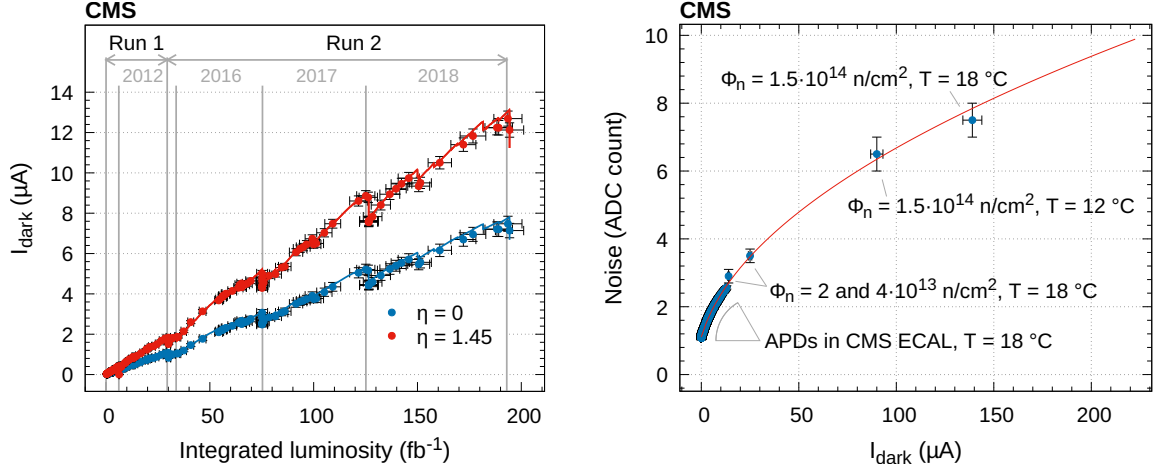 CMS
Run 1
Run 2
2012
2016
2017
2018
14
12
10
8
6
4
2
0
I_dark (μA)
η = 0
η = 1.45
0
50
100
150
200
Integrated luminosity (fb⁻¹)
CMS
10
8
6
4
2
0
Noise (ADC count)
Φₙ = 1.5·10¹⁴ n/cm², T = 18 °C
Φₙ = 1.5·10¹⁴ n/cm², T = 12 °C
Φₙ = 2 and 4·10¹³ n/cm², T = 18 °C
APDs in CMS ECAL, T = 18 °C
0
50
100
150
200
I_dark (μA)